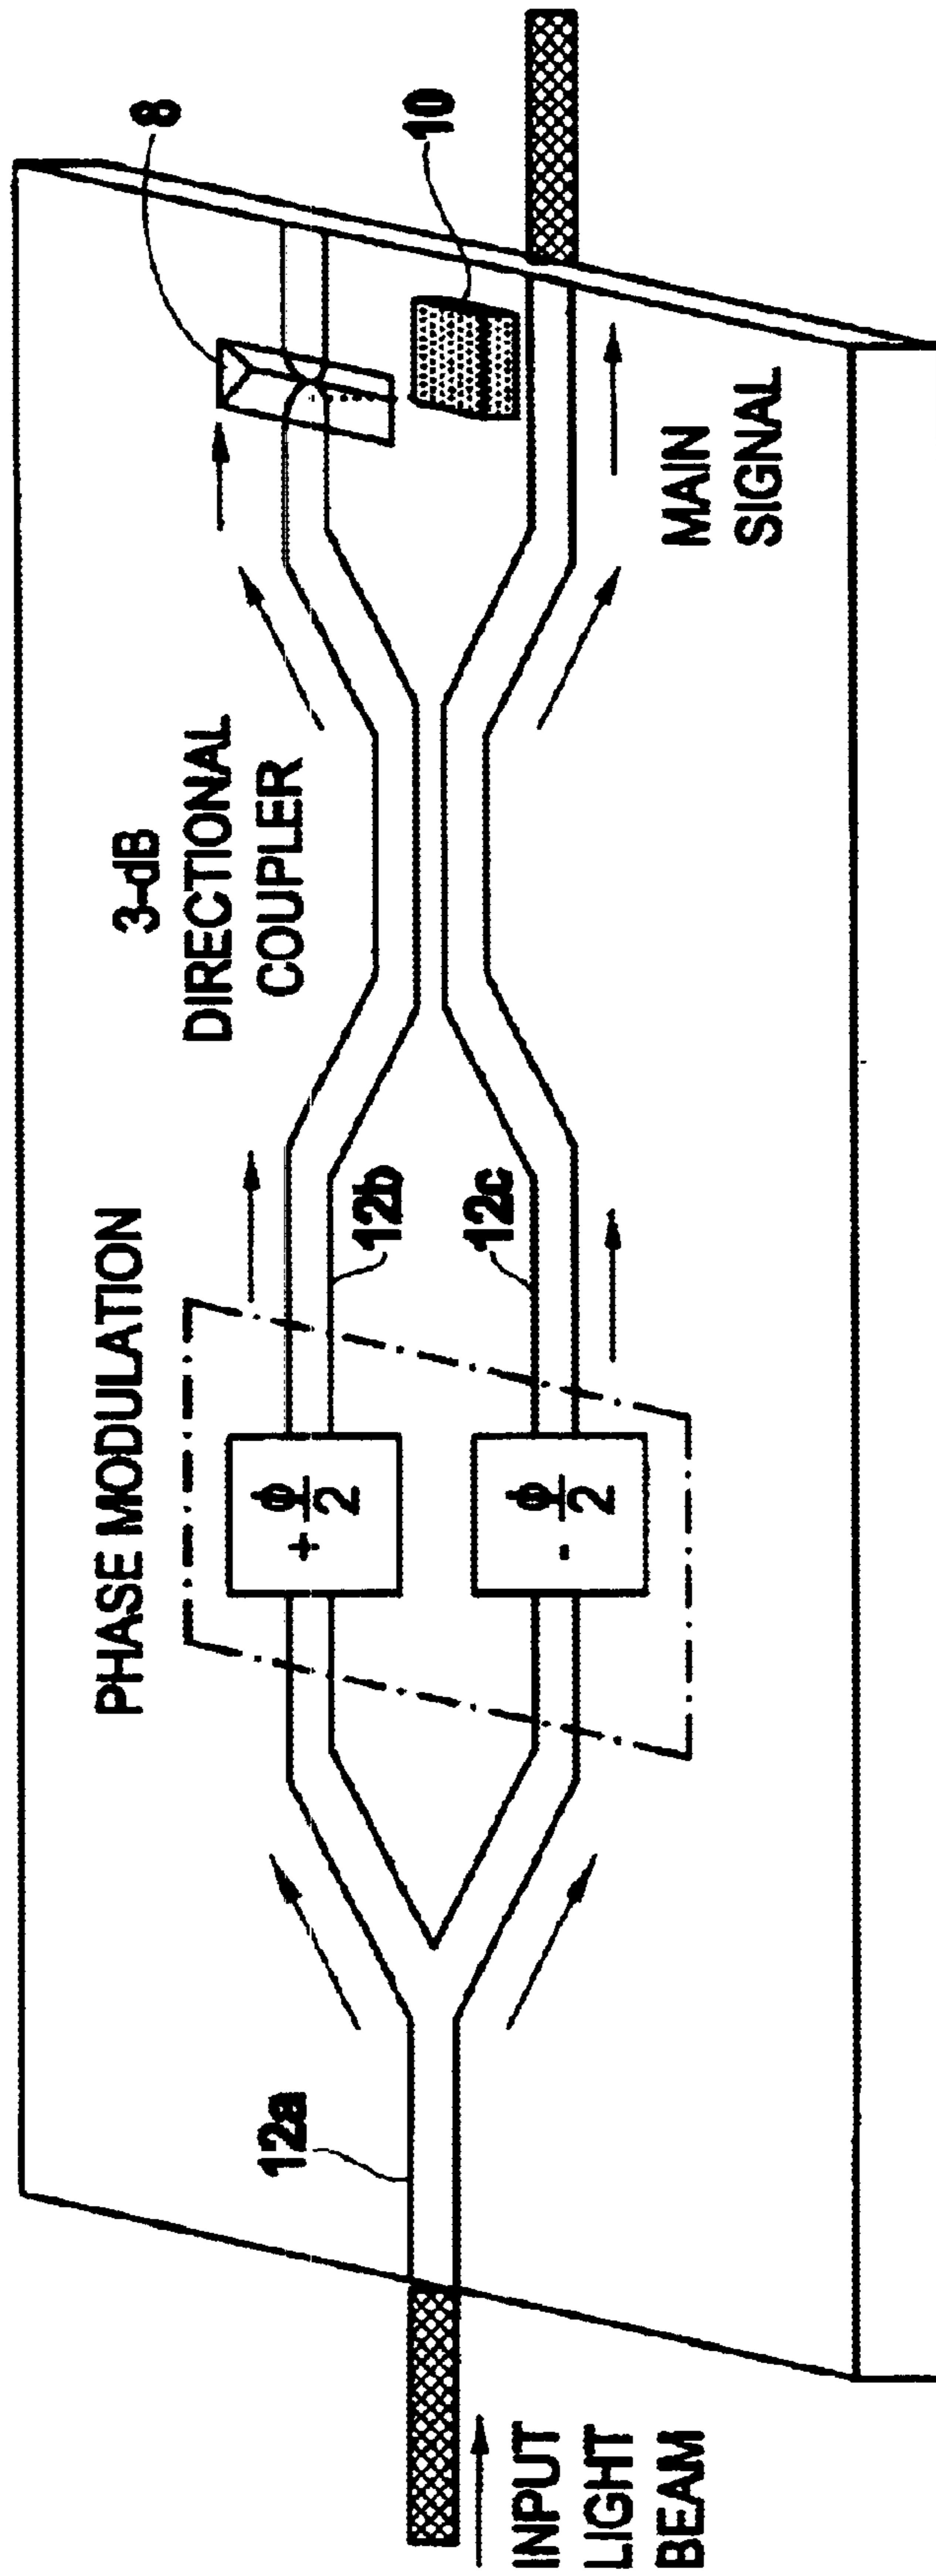 INPUT
LIGHT
BEAM
12a
PHASE MODULATION
+ ϕ/2
- ϕ/2
12b
12c
3-dB
DIRECTIONAL
COUPLER
MAIN
SIGNAL
8
10